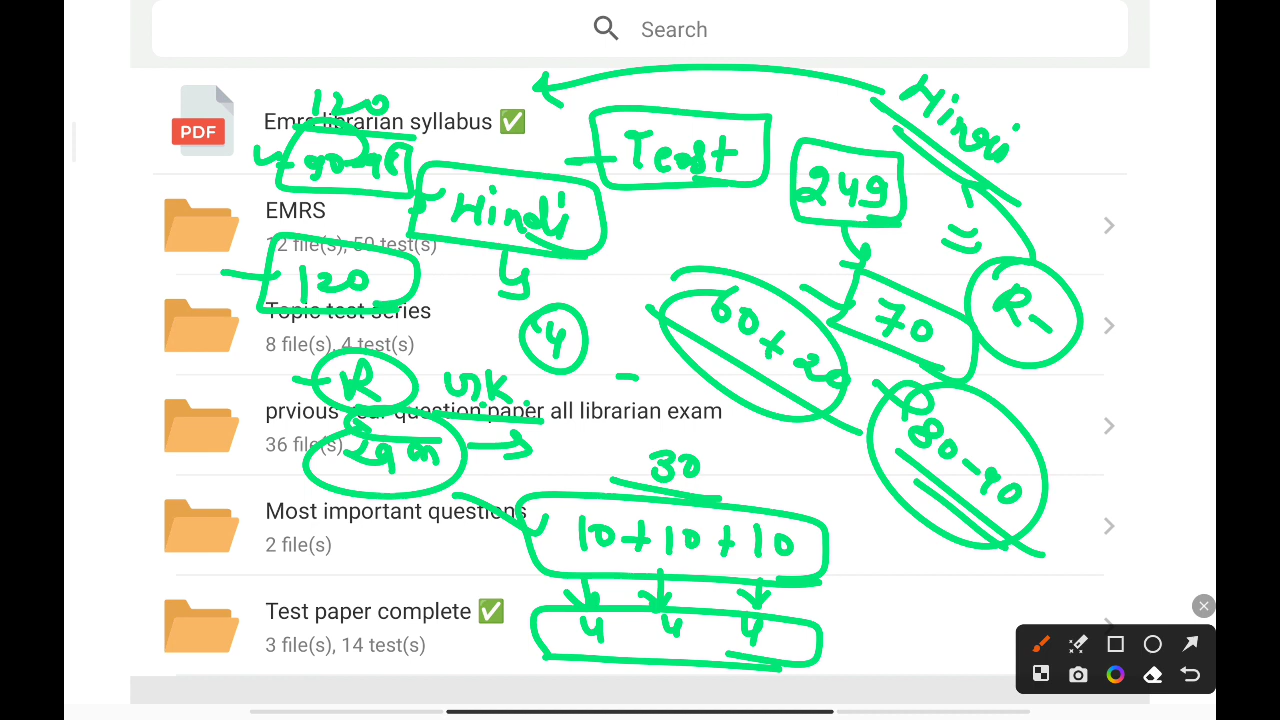 Search
120
Emrs librarian syllabus ✅
PDF
Test
Hindi
249
EMRS
Hindi
12 file(s), 59 test(s)
120
Topic test series
60+20
70
R-
8 file(s), 4 test(s)
4
R
prvious year question paper all librarian exam
36 file(s)
80-90
30
Most important questions
10+10+10
2 file(s)
Test paper complete ✅
4 4 4
3 file(s), 14 test(s)